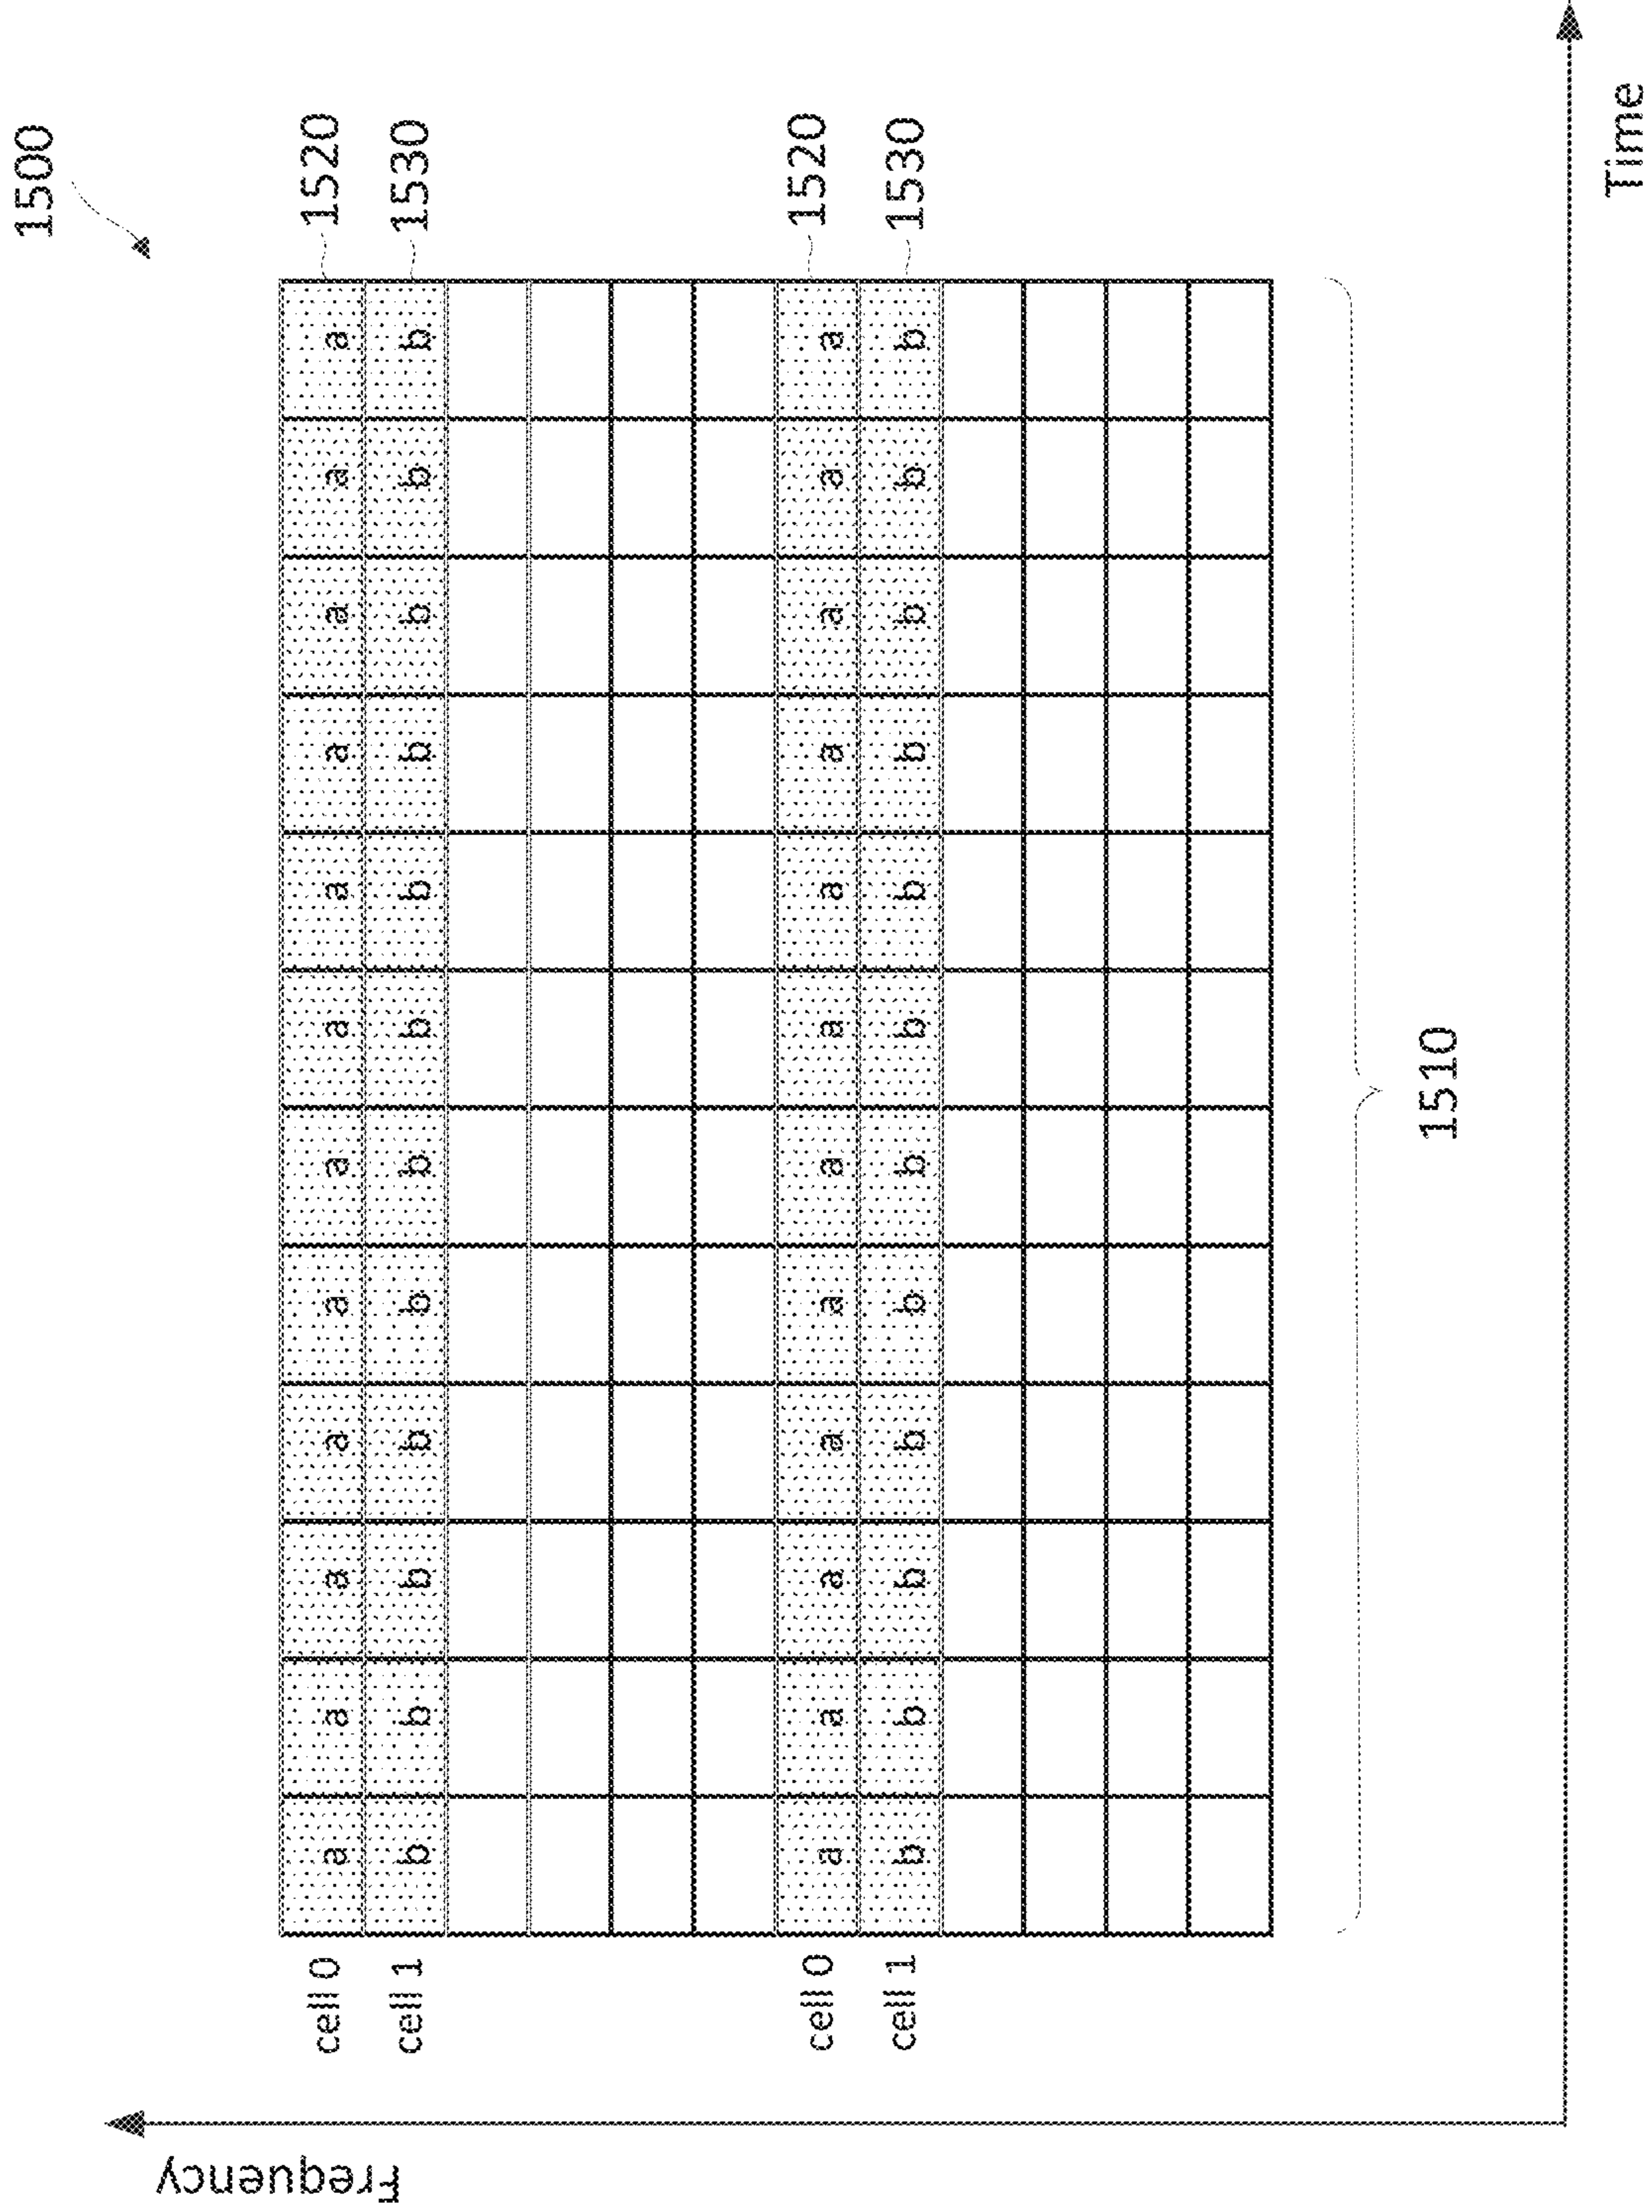 1500
Frequency
cell 0 a a a a a a a a a a a a 1520
cell 1 b b b b b b b b b b b b 1530
cell 0 a a a a a a a a a a a a 1520
cell 1 b b b b b b b b b b b b 1530
1510
Time